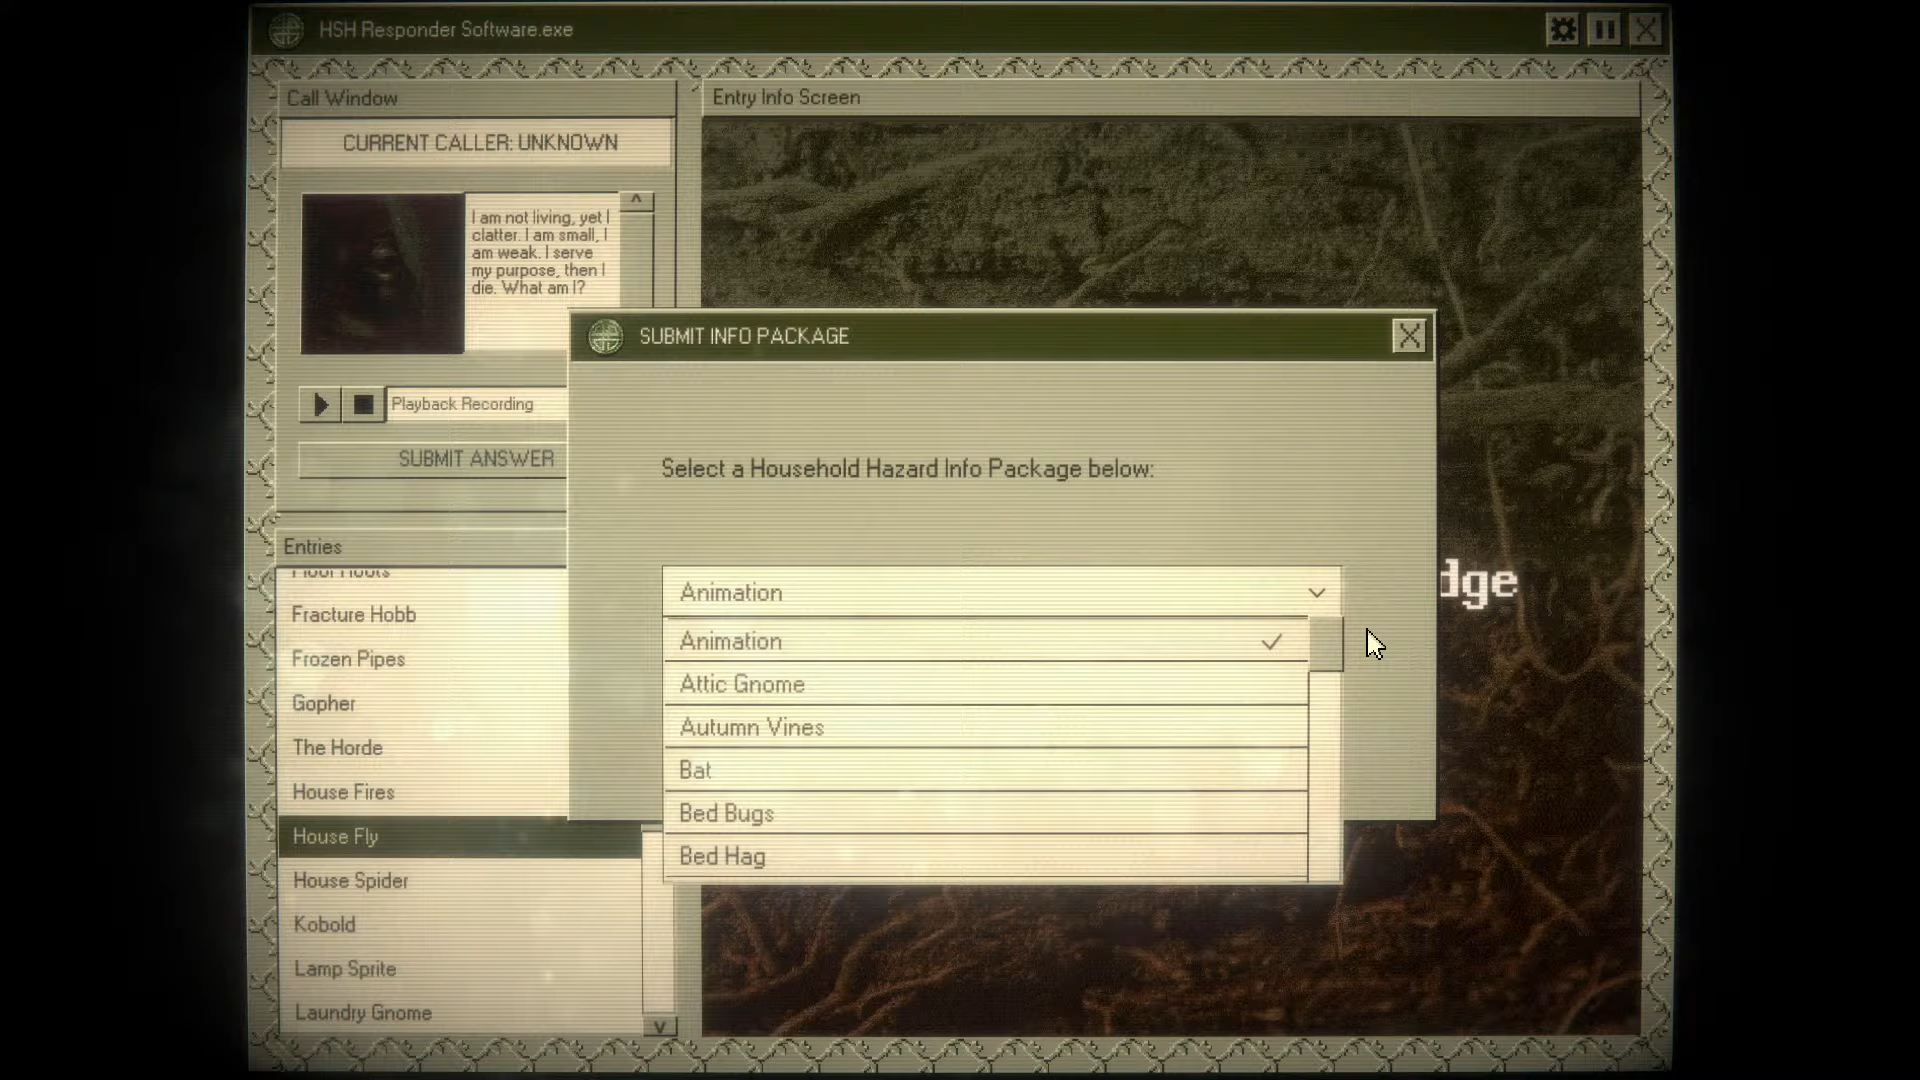 HSH Responder Software.exe
Call Window
CURRENT CALLER: UNKNOWN
I am not living, yet I
clatter. I am small, I
am weak. I serve
my purpose, then I
die. What am I?
Playback Recording
SUBMIT ANSWER
Entries
Fracture Hobb
Frozen Pipes
Gopher
The Horde
House Fires
House Fly
House Spider
Kobold
Lamp Sprite
Laundry Gnome
Entry Info Screen
dge
SUBMIT INFO PACKAGE
Select a Household Hazard Info Package below:
Animation
Animation
Attic Gnome
Autumn Vines
Bat
Bed Bugs
Bed Hag